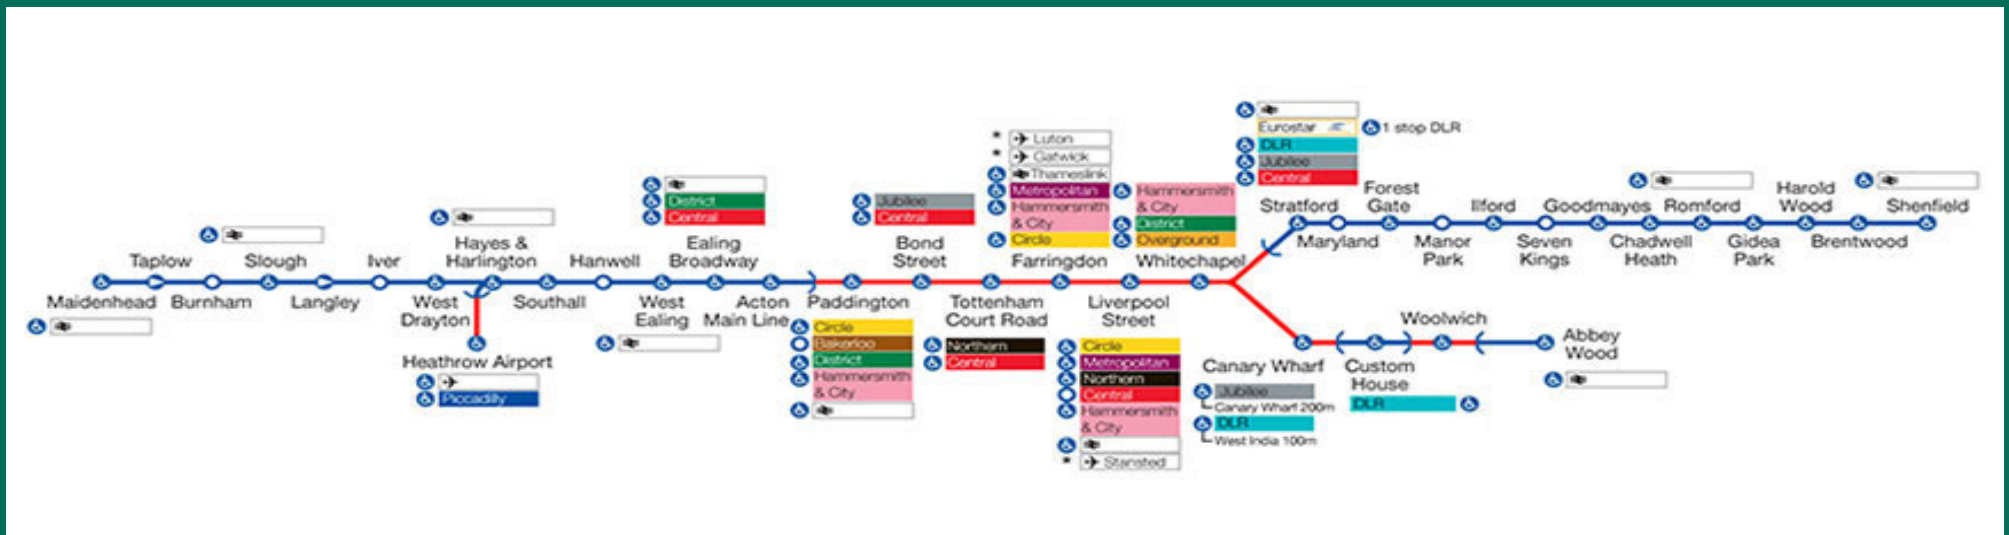 Luton
Gatwick
Thameslink
Metropolitan
Hammersmith
& City
Circle
Hammersmith
& City
District
Overground
Eurostar
1 stop DLR
DLR
Jubilee
Central
District
Central
Jubilee
Central
Taplow
Slough
Iver
Hayes &
Harlington
Hanwell
Ealing
Broadway
Bond
Street
Farringdon
Whitechapel
Stratford
Forest
Gate
Ilford
Goodmayes
Romford
Harold
Wood
Shenfield
Maryland
Manor
Park
Seven
Kings
Chadwell
Heath
Gidea
Park
Brentwood
Maidenhead
Burnham
Langley
West
Drayton
Southall
West
Ealing
Acton
Main Line
Paddington
Tottenham
Court Road
Liverpool
Street
Heathrow Airport
Piccadilly
Circle
Bakerloo
District
Hammersmith
& City
Northern
Central
Circle
Metropolitan
Northern
Central
Hammersmith
& City
Stansted
Canary Wharf
Jubilee
Canary Wharf 200m
DLR
West India 100m
Custom
House
DLR
Woolwich
Abbey
Wood